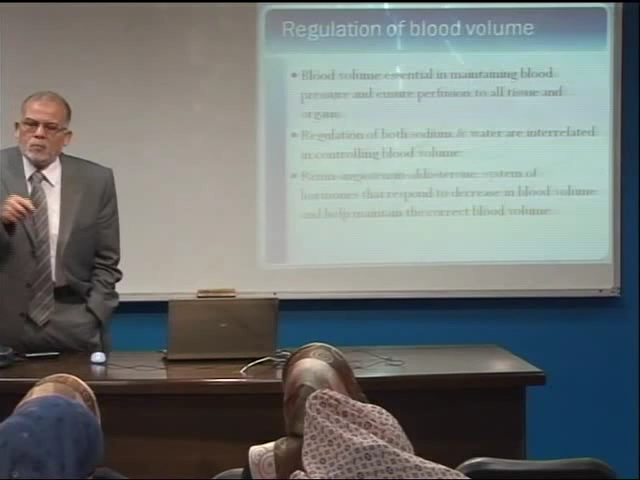 Regulation of blood volume
• Blood volume essential in maintaining blood
pressure and ensure perfusion to all tissue and
organs.
• Regulation of both sodium & water are interrelated
in controlling blood volume.
• Renin-angiotensin-aldosterone system of
hormones that respond to decrease in blood volume
and help maintain the correct blood volume.